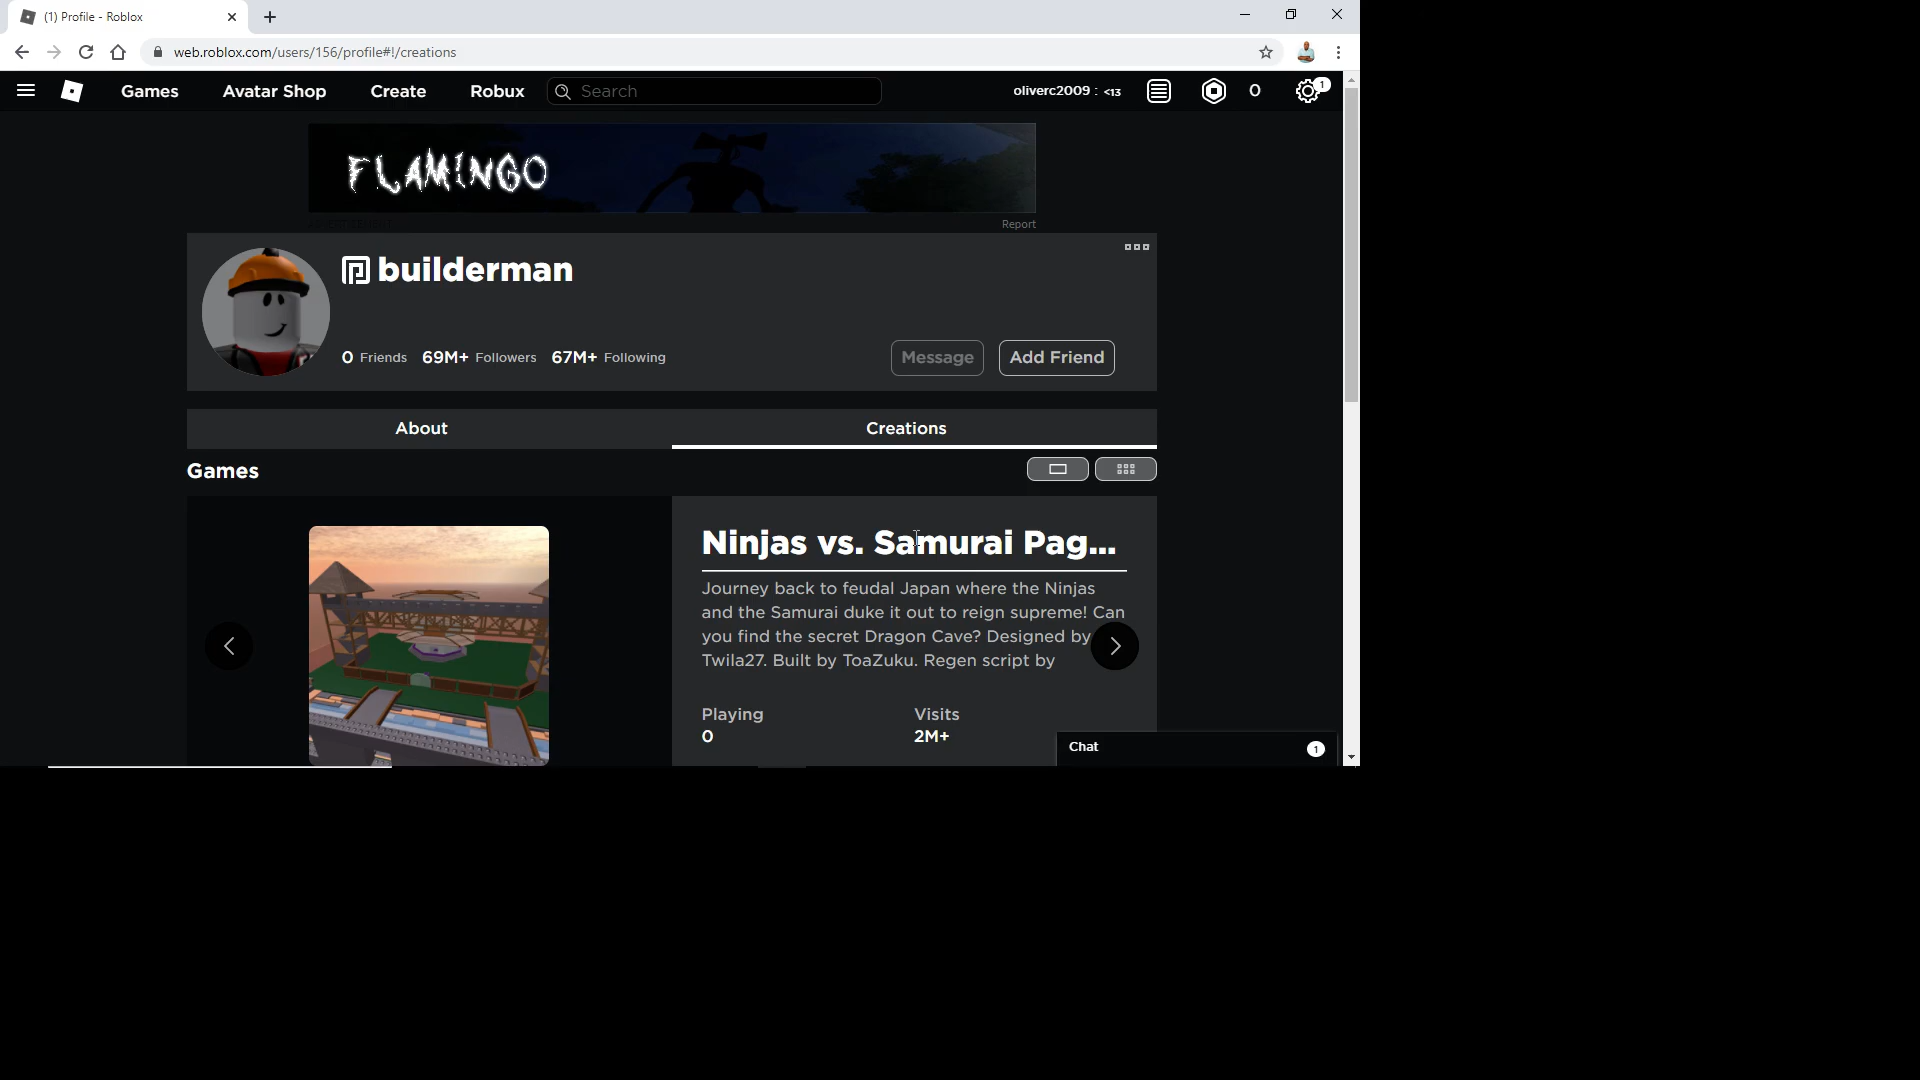 (1) Profile - Roblox
web.roblox.com/users/156/profile#!/creations
Games Avatar Shop Create Robux Search oliverc2009 : <13 0 1
FLAMINGO
Report
builderman
0 Friends 69M+ Followers 67M+ Following Message Add Friend
About Creations
Games
Ninjas vs. Samurai Pag...
Journey back to feudal Japan where the Ninjas
and the Samurai duke it out to reign supreme! Can
you find the secret Dragon Cave? Designed by
Twila27. Built by ToaZuku. Regen script by
Playing Visits
0 2M+
Chat 1